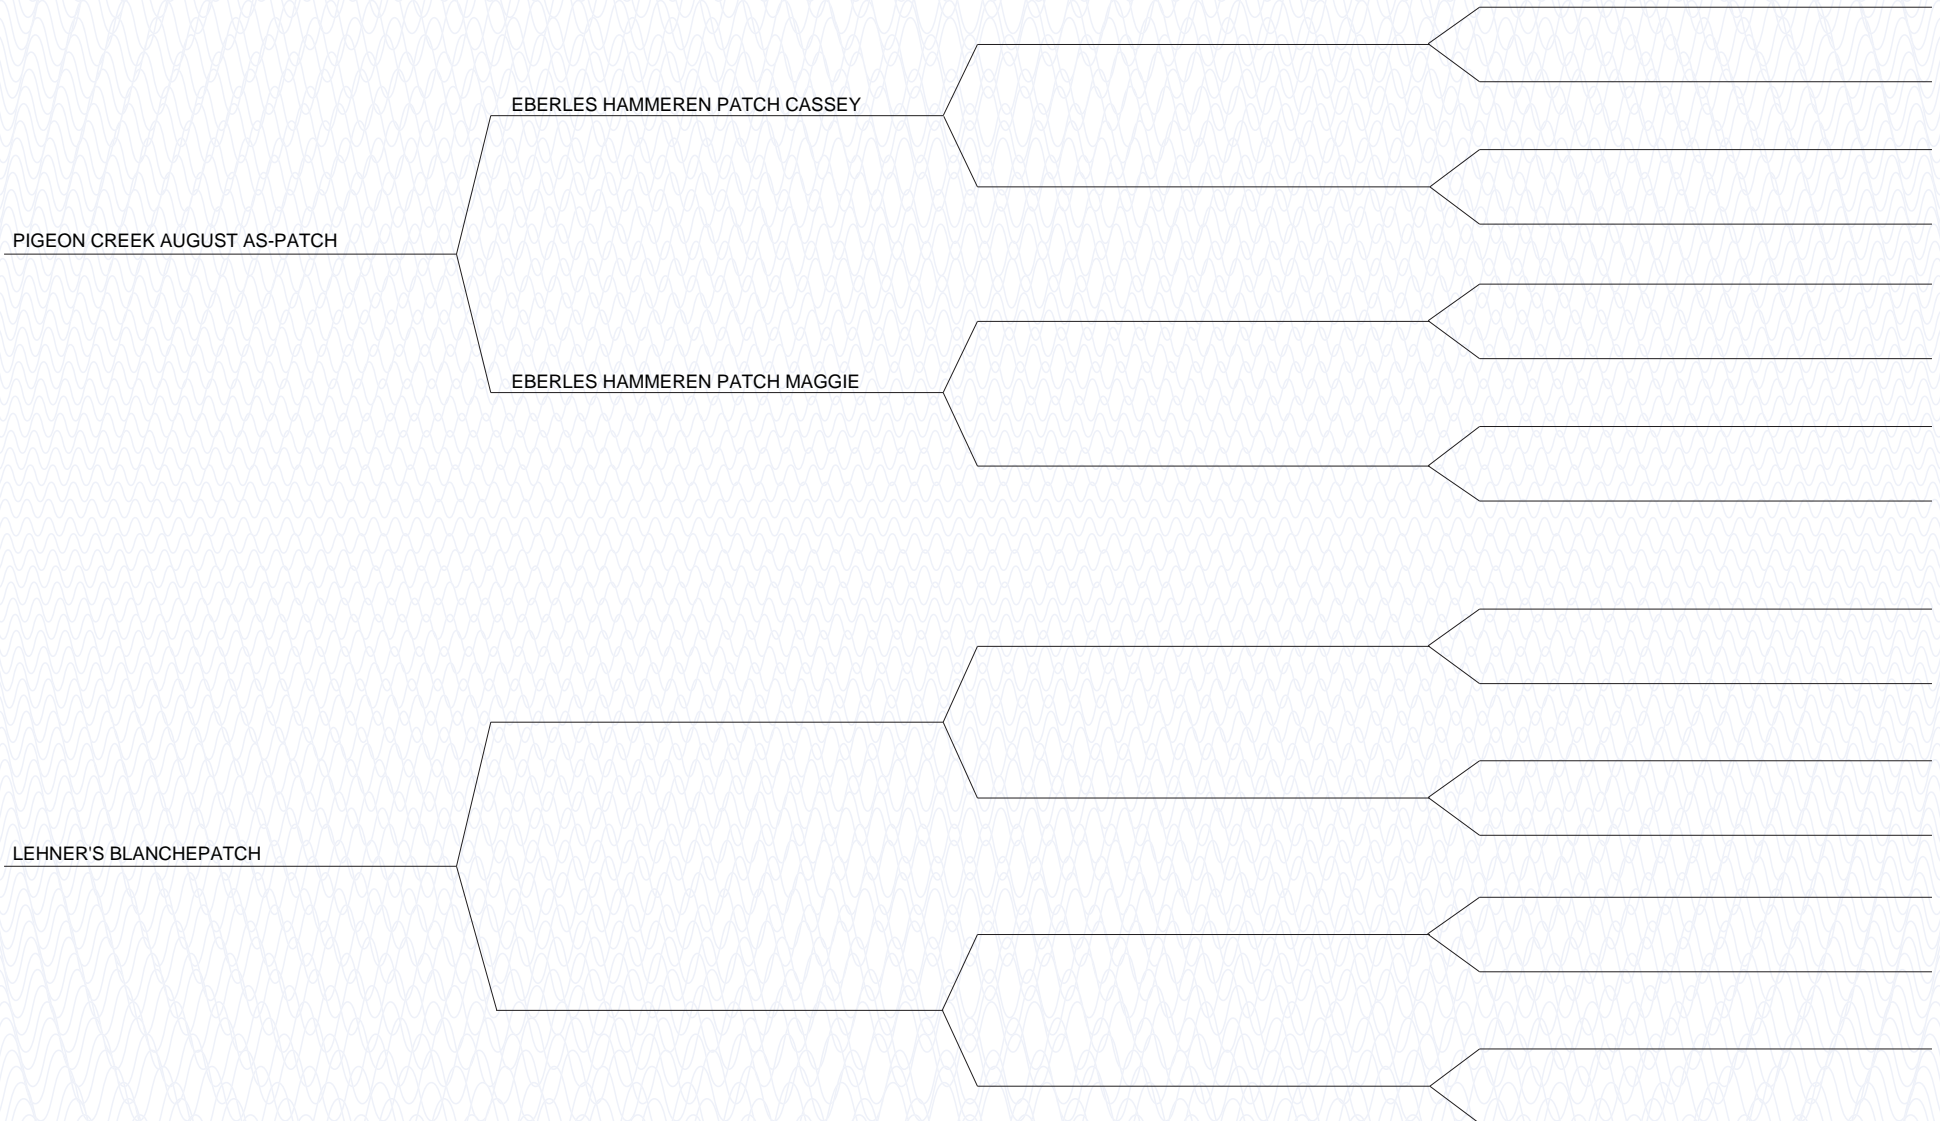 EBERLES HAMMEREN PATCH CASSEY
PIGEON CREEK AUGUST AS-PATCH
EBERLES HAMMEREN PATCH MAGGIE
LEHNER'S BLANCHEPATCH